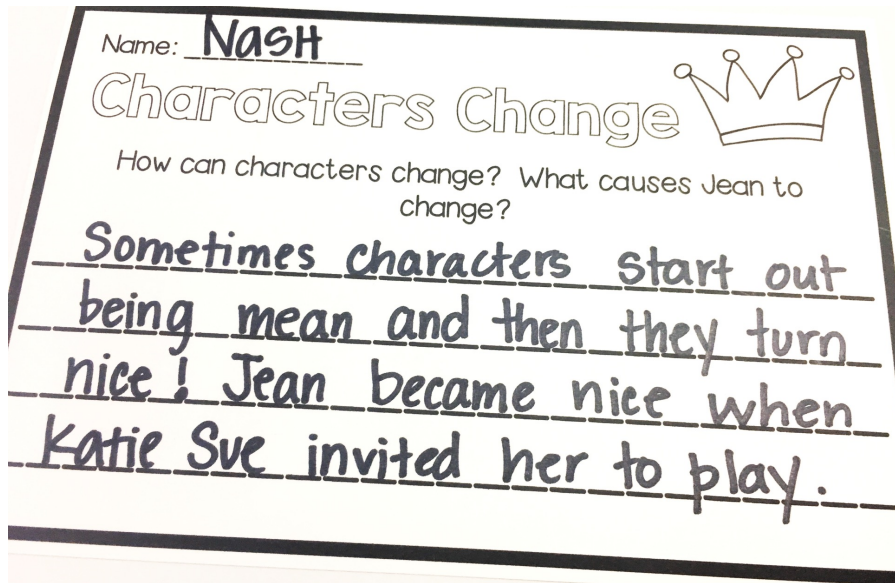 Name: NaSH
Characters Change
How can characters change? What causes Jean to
change?
Sometimes characters start out
being mean and then they turn
nice! Jean became nice when
Katie Sue invited her to play.